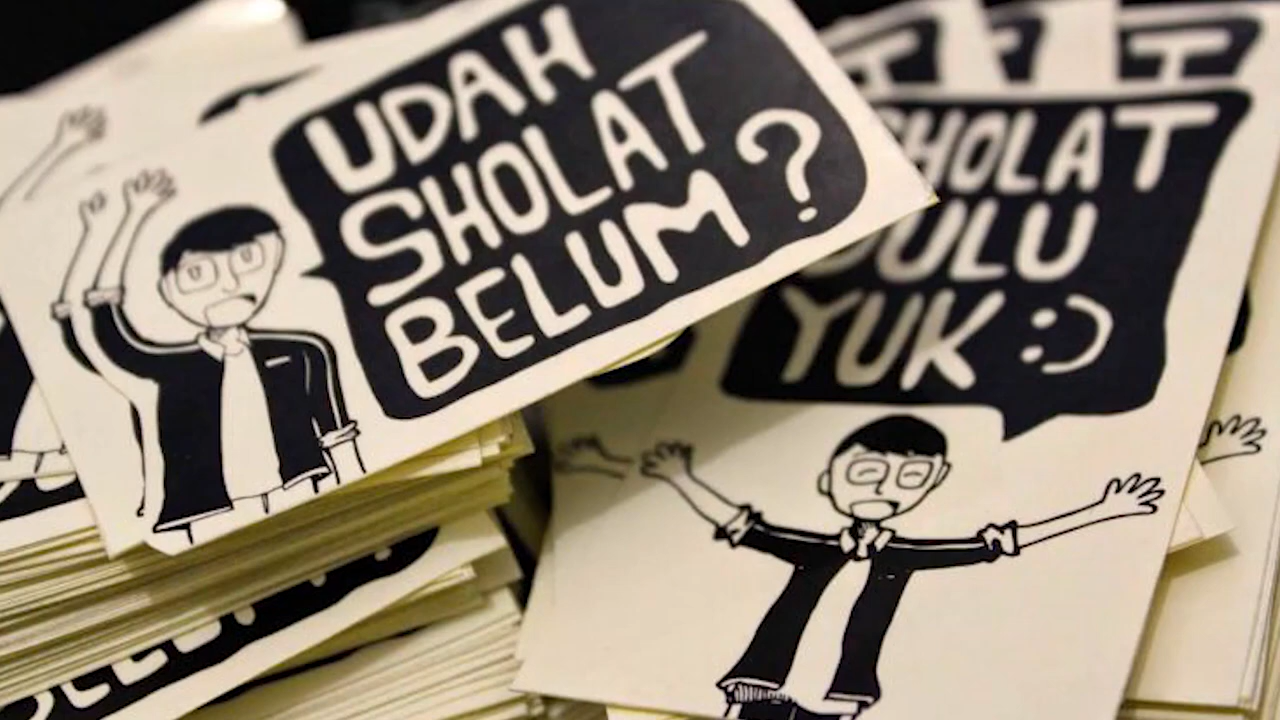 UDAH
SHOLAT
BELUM?
SHOLAT
DULU
YUK :)